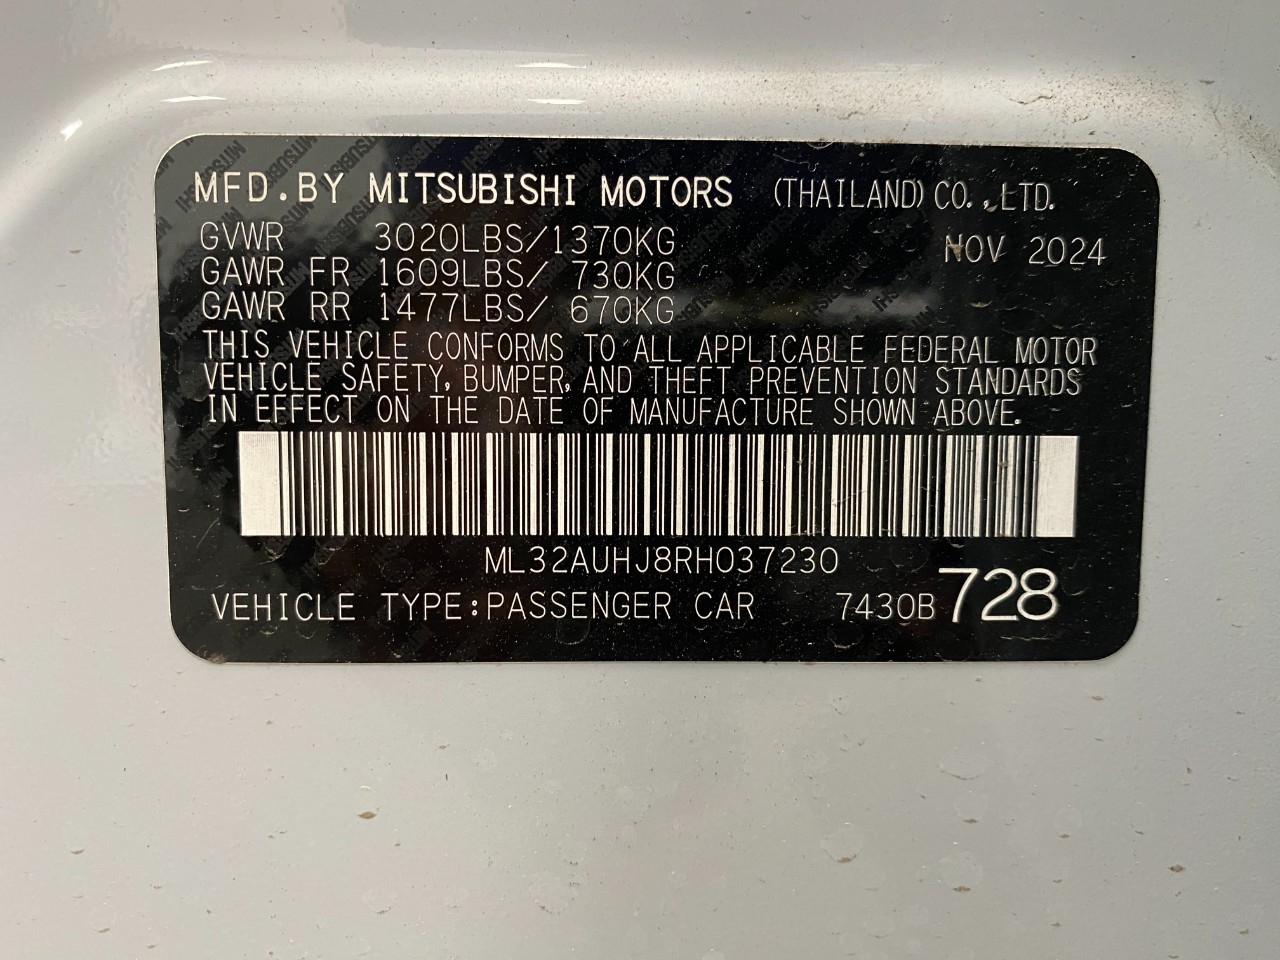 MFD.BY MITSUBISHI MOTORS (THAILAND) CO.,LTD.
GVWR 3020LBS/1370KG NOV 2024
GAWR FR 1609LBS/ 730KG
GAWR RR 1477LBS/ 670KG
THIS VEHICLE CONFORMS TO ALL APPLICABLE FEDERAL MOTOR
VEHICLE SAFETY, BUMPER, AND THEFT PREVENTION STANDARDS
IN EFFECT ON THE DATE OF MANUFACTURE SHOWN ABOVE.
ML32AUHJ8RH037230
VEHICLE TYPE:PASSENGER CAR 7430B 728